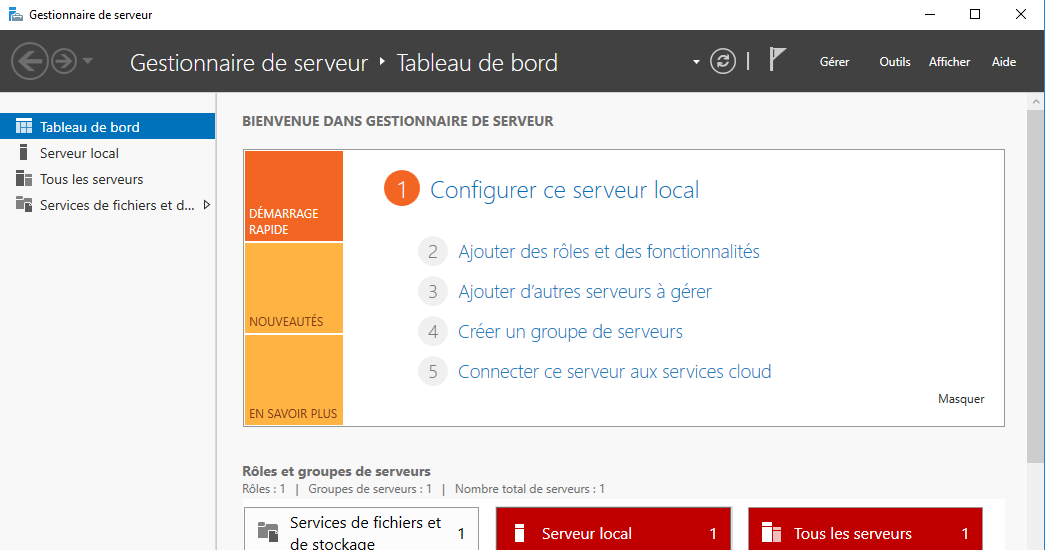 Gestionnaire de serveur
Gestionnaire de serveur ‣ Tableau de bord
Gérer Outils Afficher Aide
Tableau de bord
Serveur local
Tous les serveurs
Services de fichiers et d...
BIENVENUE DANS GESTIONNAIRE DE SERVEUR
DÉMARRAGE
RAPIDE
NOUVEAUTÉS
EN SAVOIR PLUS
1 Configurer ce serveur local
2 Ajouter des rôles et des fonctionnalités
3 Ajouter d’autres serveurs à gérer
4 Créer un groupe de serveurs
5 Connecter ce serveur aux services cloud
Masquer
Rôles et groupes de serveurs
Rôles : 1 | Groupes de serveurs : 1 | Nombre total de serveurs : 1
Services de fichiers et
de stockage
1
Serveur local 1
Tous les serveurs 1